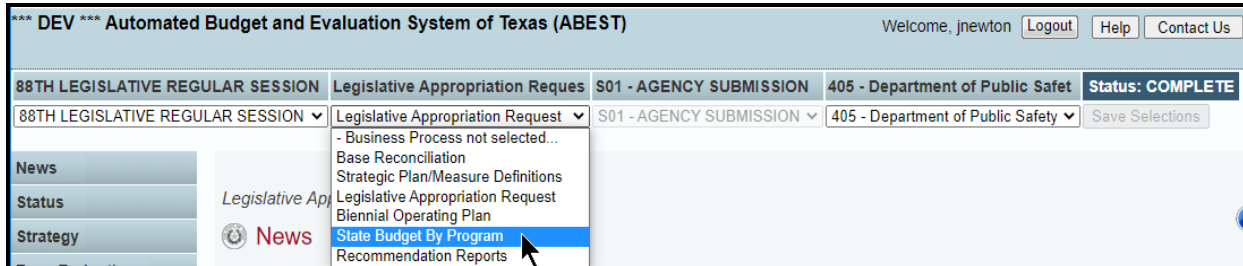 *** DEV *** Automated Budget and Evaluation System of Texas (ABEST)
Welcome, jnewton Logout Help Contact Us
88TH LEGISLATIVE REGULAR SESSION Legislative Appropriation Reques S01 - AGENCY SUBMISSION 405 - Department of Public Safet Status: COMPLETE
88TH LEGISLATIVE REGULAR SESSION Legislative Appropriation Request S01 - AGENCY SUBMISSION 405 - Department of Public Safety Save Selections
- Business Process not selected...
Base Reconciliation
Strategic Plan/Measure Definitions
Legislative Appropriation Request
Biennial Operating Plan
State Budget By Program
Recommendation Reports
News
Status
Strategy
Legislative Ap
News